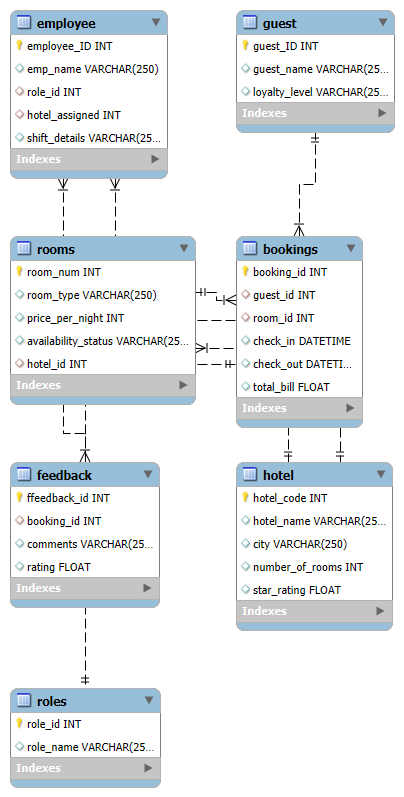 employee
employee_ID INT
emp_name VARCHAR(250)
role_id INT
hotel_assigned INT
shift_details VARCHAR(25...
Indexes
guest
guest_ID INT
guest_name VARCHAR(25...
loyalty_level VARCHAR(25...
Indexes
rooms
room_num INT
room_type VARCHAR(250)
price_per_night INT
availability_status VARCHAR(25...
hotel_id INT
Indexes
bookings
booking_id INT
guest_id INT
room_id INT
check_in DATETIME
check_out DATETI...
total_bill FLOAT
Indexes
feedback
ffeedback_id INT
booking_id INT
comments VARCHAR(25...
rating FLOAT
Indexes
hotel
hotel_code INT
hotel_name VARCHAR(25...
city VARCHAR(250)
number_of_rooms INT
star_rating FLOAT
Indexes
roles
role_id INT
role_name VARCHAR(25...
Indexes